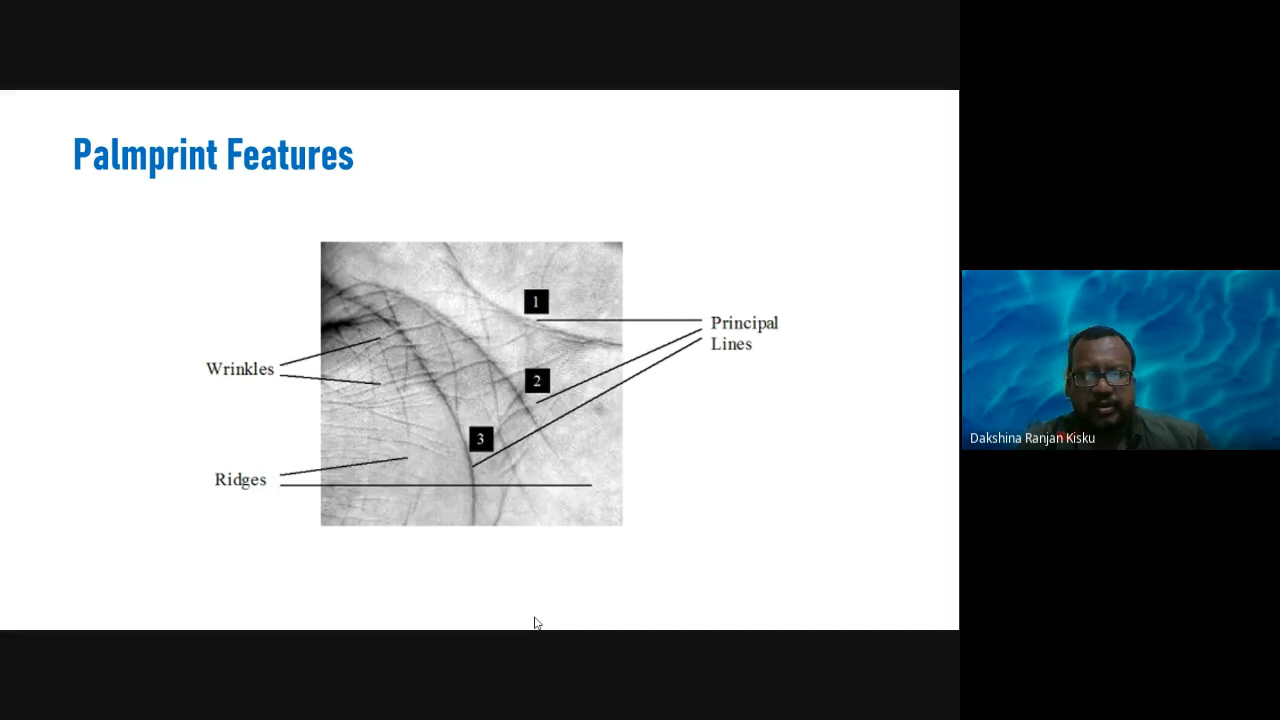 Palmprint Features
1
Principal
Lines
Wrinkles
2
3
Ridges
Dakshina Ranjan Kisku